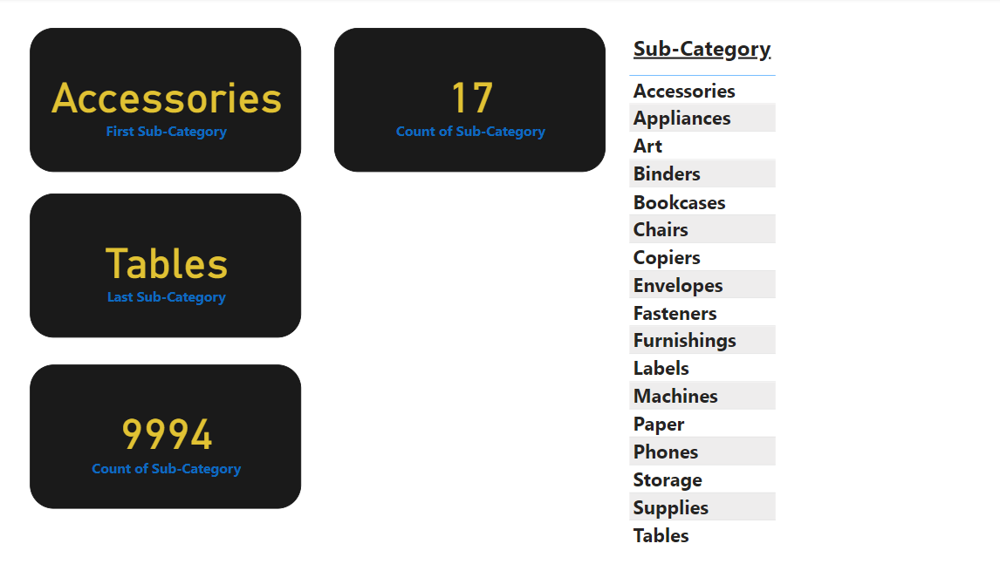 Accessories
First Sub-Category
17
Count of Sub-Category
Tables
Last Sub-Category
9994
Count of Sub-Category
Sub-Category
Accessories
Appliances
Art
Binders
Bookcases
Chairs
Copiers
Envelopes
Fasteners
Furnishings
Labels
Machines
Paper
Phones
Storage
Supplies
Tables